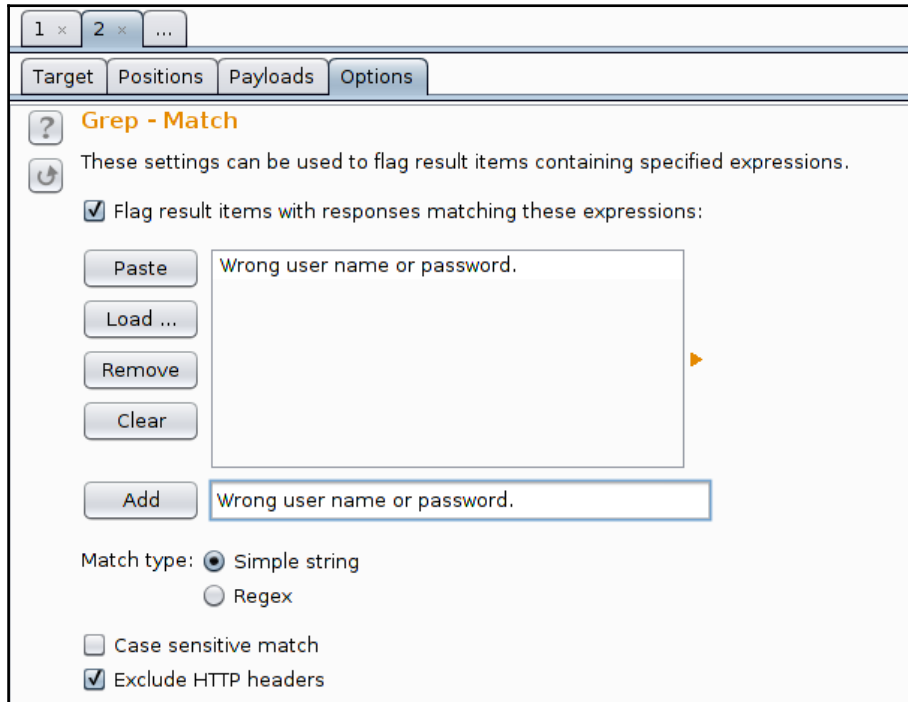 1 × 2 × ...
Target Positions Payloads Options
? Grep - Match
These settings can be used to flag result items containing specified expressions.
Flag result items with responses matching these expressions:
Paste Wrong user name or password.
Load ...
Remove
Clear
Add Wrong user name or password.
Match type: Simple string
Regex
Case sensitive match
Exclude HTTP headers